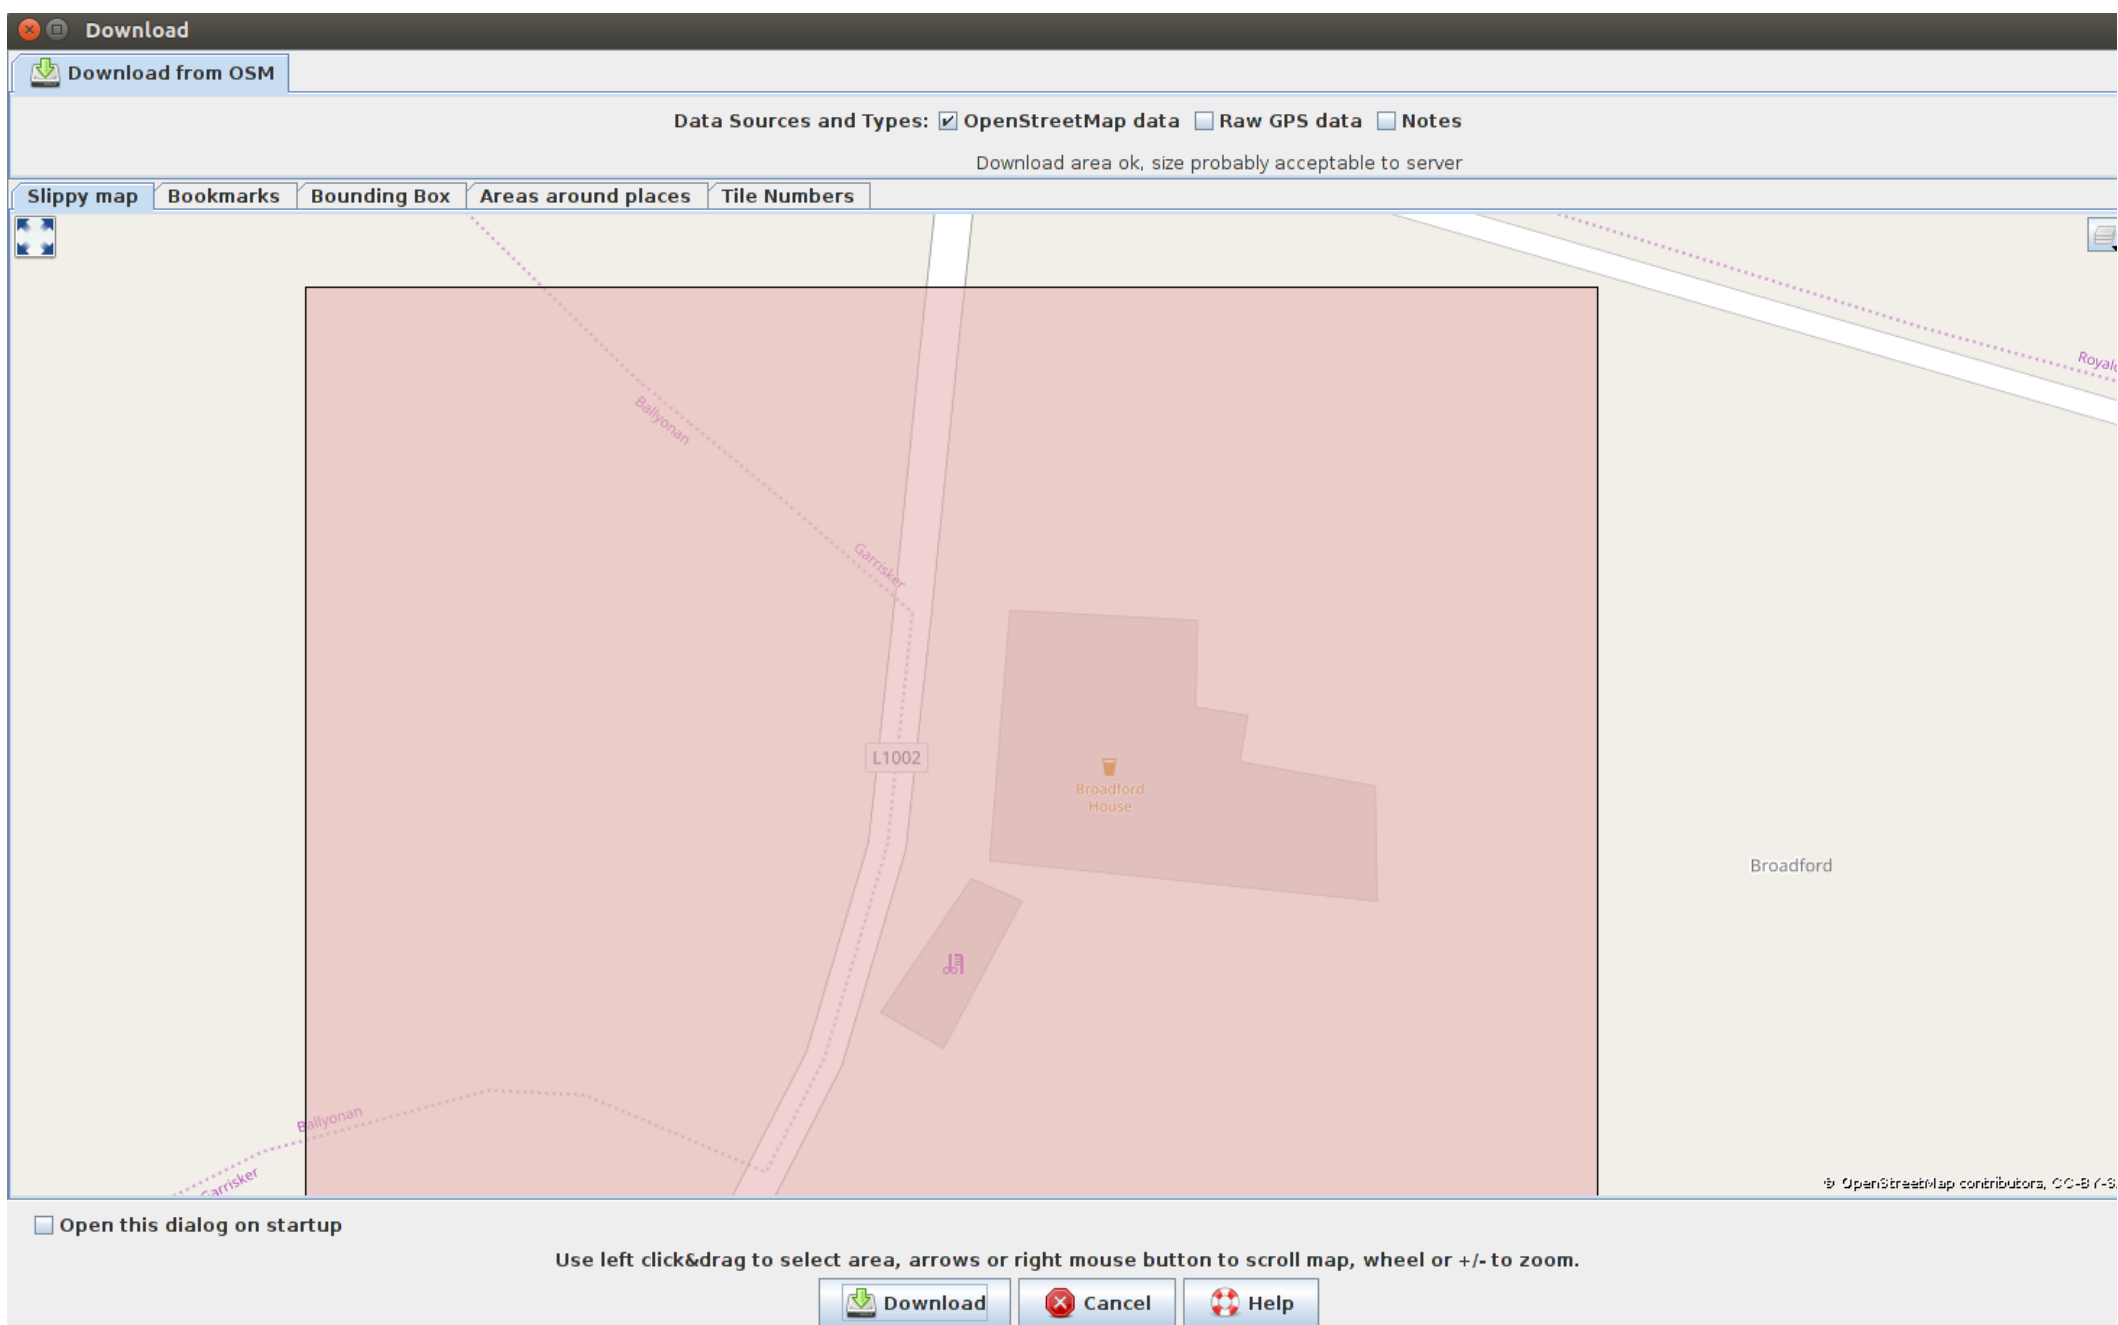 Download
Download from OSM
Data Sources and Types: OpenStreetMap data Raw GPS data Notes
Download area ok, size probably acceptable to server
Slippy map Bookmarks Bounding Box Areas around places Tile Numbers
Royalo
Ballyonan
Garrisker
L1002
Broadford
House
Broadford
Ballyonan
Garrisker
© OpenStreetMap contributors, CC-BY-S
Open this dialog on startup
Use left click&drag to select area, arrows or right mouse button to scroll map, wheel or +/- to zoom.
Download Cancel Help